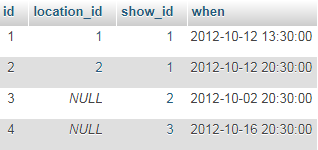 id location_id show_id when
1 1 1 2012-10-12 13:30:00
2 2 1 2012-10-12 20:30:00
3 NULL 2 2012-10-02 20:30:00
4 NULL 3 2012-10-16 20:30:00